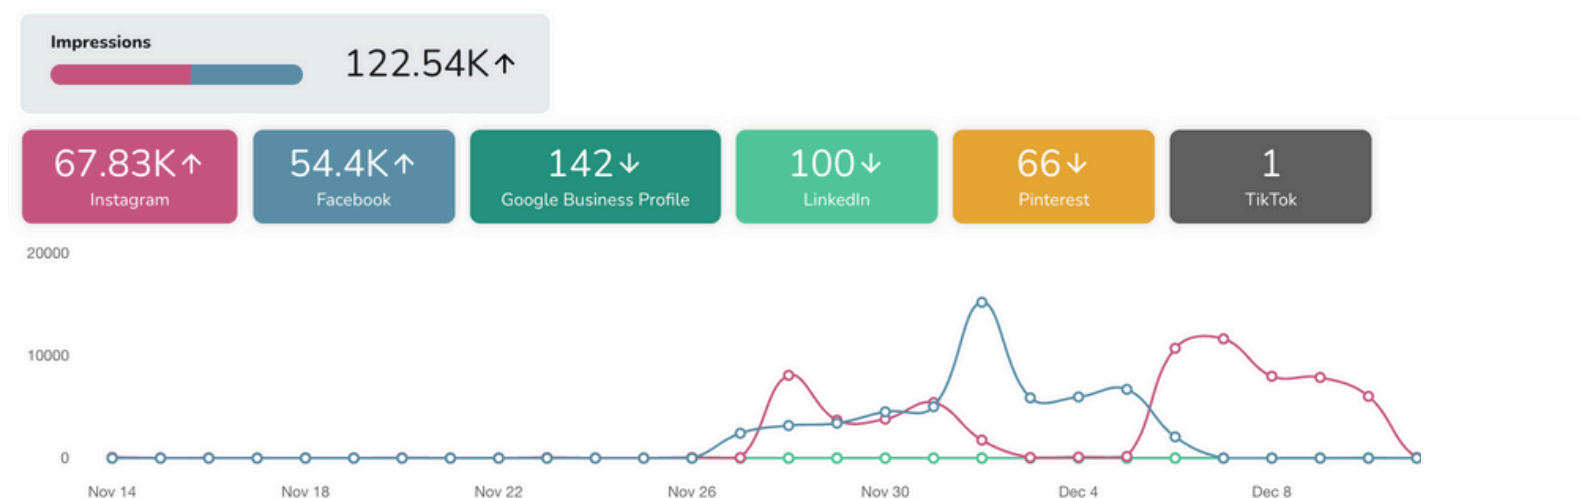 Impressions
122.54K↑
67.83K↑ 54.4K↑ 142↓ 100↓ 66↓ 1
Instagram Facebook Google Business Profile LinkedIn Pinterest TikTok
20000
10000
0
Nov 14 Nov 18 Nov 22 Nov 26 Nov 30 Dec 4 Dec 8